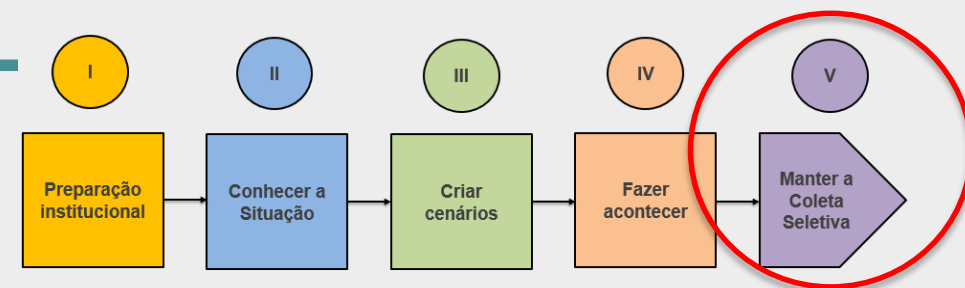 I
II
III
IV
V
Preparação
institucional
Conhecer a
Situação
Criar
cenários
Fazer
acontecer
Manter a
Coleta
Seletiva